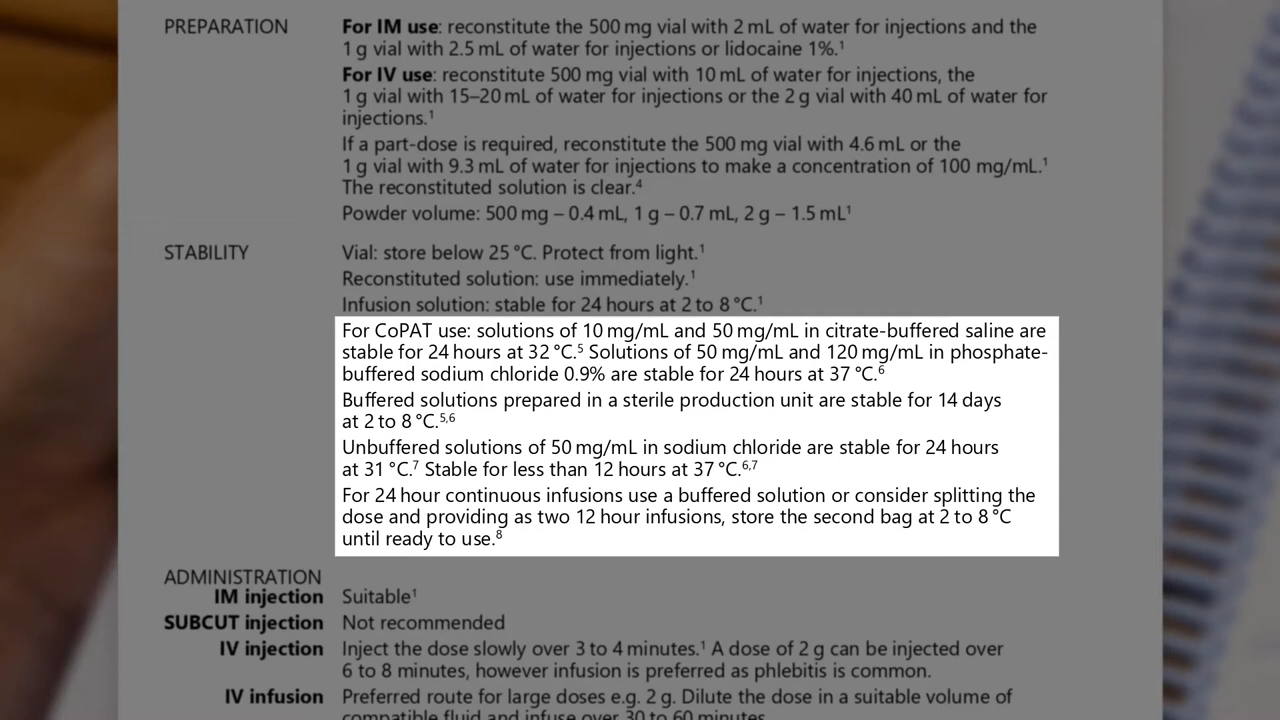 PREPARATION
For IM use: reconstitute the 500 mg vial with 2 mL of water for injections and the
1 g vial with 2.5 mL of water for injections or lidocaine 1%.¹
For IV use: reconstitute 500 mg vial with 10 mL of water for injections, the
1 g vial with 15–20 mL of water for injections or the 2 g vial with 40 mL of water for
injections.¹
If a part-dose is required, reconstitute the 500 mg vial with 4.6 mL or the
1 g vial with 9.3 mL of water for injections to make a concentration of 100 mg/mL.¹
The reconstituted solution is clear.⁴
Powder volume: 500 mg – 0.4 mL, 1 g – 0.7 mL, 2 g – 1.5 mL¹
STABILITY
Vial: store below 25 °C. Protect from light.¹
Reconstituted solution: use immediately.¹
Infusion solution: stable for 24 hours at 2 to 8 °C.¹
For CoPAT use: solutions of 10 mg/mL and 50 mg/mL in citrate-buffered saline are
stable for 24 hours at 32 °C.⁵ Solutions of 50 mg/mL and 120 mg/mL in phosphate-
buffered sodium chloride 0.9% are stable for 24 hours at 37 °C.⁶
Buffered solutions prepared in a sterile production unit are stable for 14 days
at 2 to 8 °C.⁵,⁶
Unbuffered solutions of 50 mg/mL in sodium chloride are stable for 24 hours
at 31 °C.⁷ Stable for less than 12 hours at 37 °C.⁶,⁷
For 24 hour continuous infusions use a buffered solution or consider splitting the
dose and providing as two 12 hour infusions, store the second bag at 2 to 8 °C
until ready to use.⁸
ADMINISTRATION
IM injection Suitable¹
SUBCUT injection Not recommended
IV injection Inject the dose slowly over 3 to 4 minutes.¹ A dose of 2 g can be injected over
6 to 8 minutes, however infusion is preferred as phlebitis is common.
IV infusion Preferred route for large doses e.g. 2 g. Dilute the dose in a suitable volume of
compatible fluid and infuse over 30 to 60 minutes